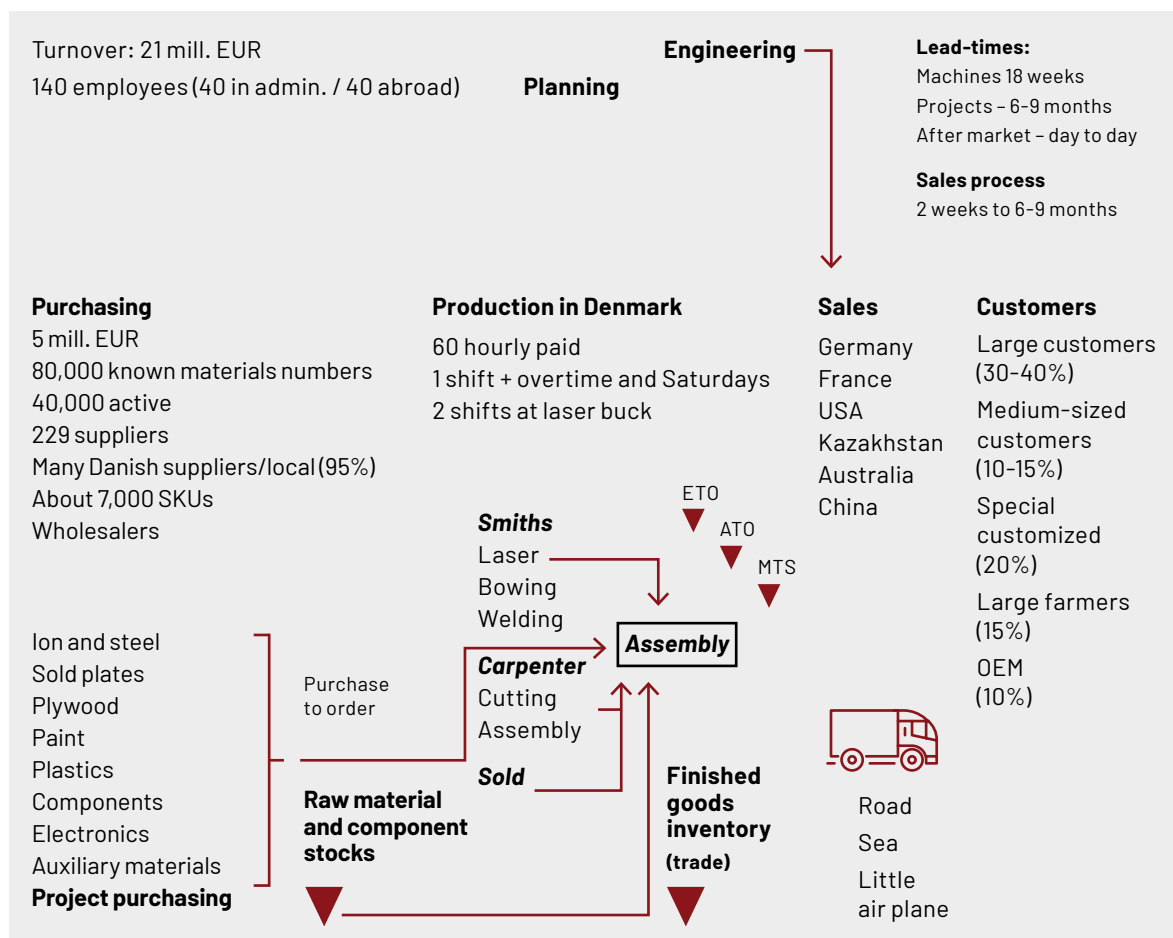 Turnover: 21 mill. EUR
140 employees (40 in admin. / 40 abroad)
Planning
Engineering
Lead-times:
Machines 18 weeks
Projects – 6-9 months
After market – day to day
Sales process
2 weeks to 6-9 months
Purchasing
5 mill. EUR
80,000 known materials numbers
40,000 active
229 suppliers
Many Danish suppliers/local (95%)
About 7,000 SKUs
Wholesalers
Production in Denmark
60 hourly paid
1 shift + overtime and Saturdays
2 shifts at laser buck
Sales
Germany
France
USA
Kazakhstan
Australia
China
Customers
Large customers
(30-40%)
Medium-sized
customers
(10-15%)
Special
customized
(20%)
Large farmers
(15%)
OEM
(10%)
ETO
ATO
MTS
Smiths
Laser
Bowing
Welding
Assembly
Carpenter
Cutting
Assembly
Sold
Ion and steel
Sold plates
Plywood
Paint
Plastics
Components
Electronics
Auxiliary materials
Project purchasing
Purchase
to order
Raw material
and component
stocks
Finished
goods
inventory
(trade)
Road
Sea
Little
air plane